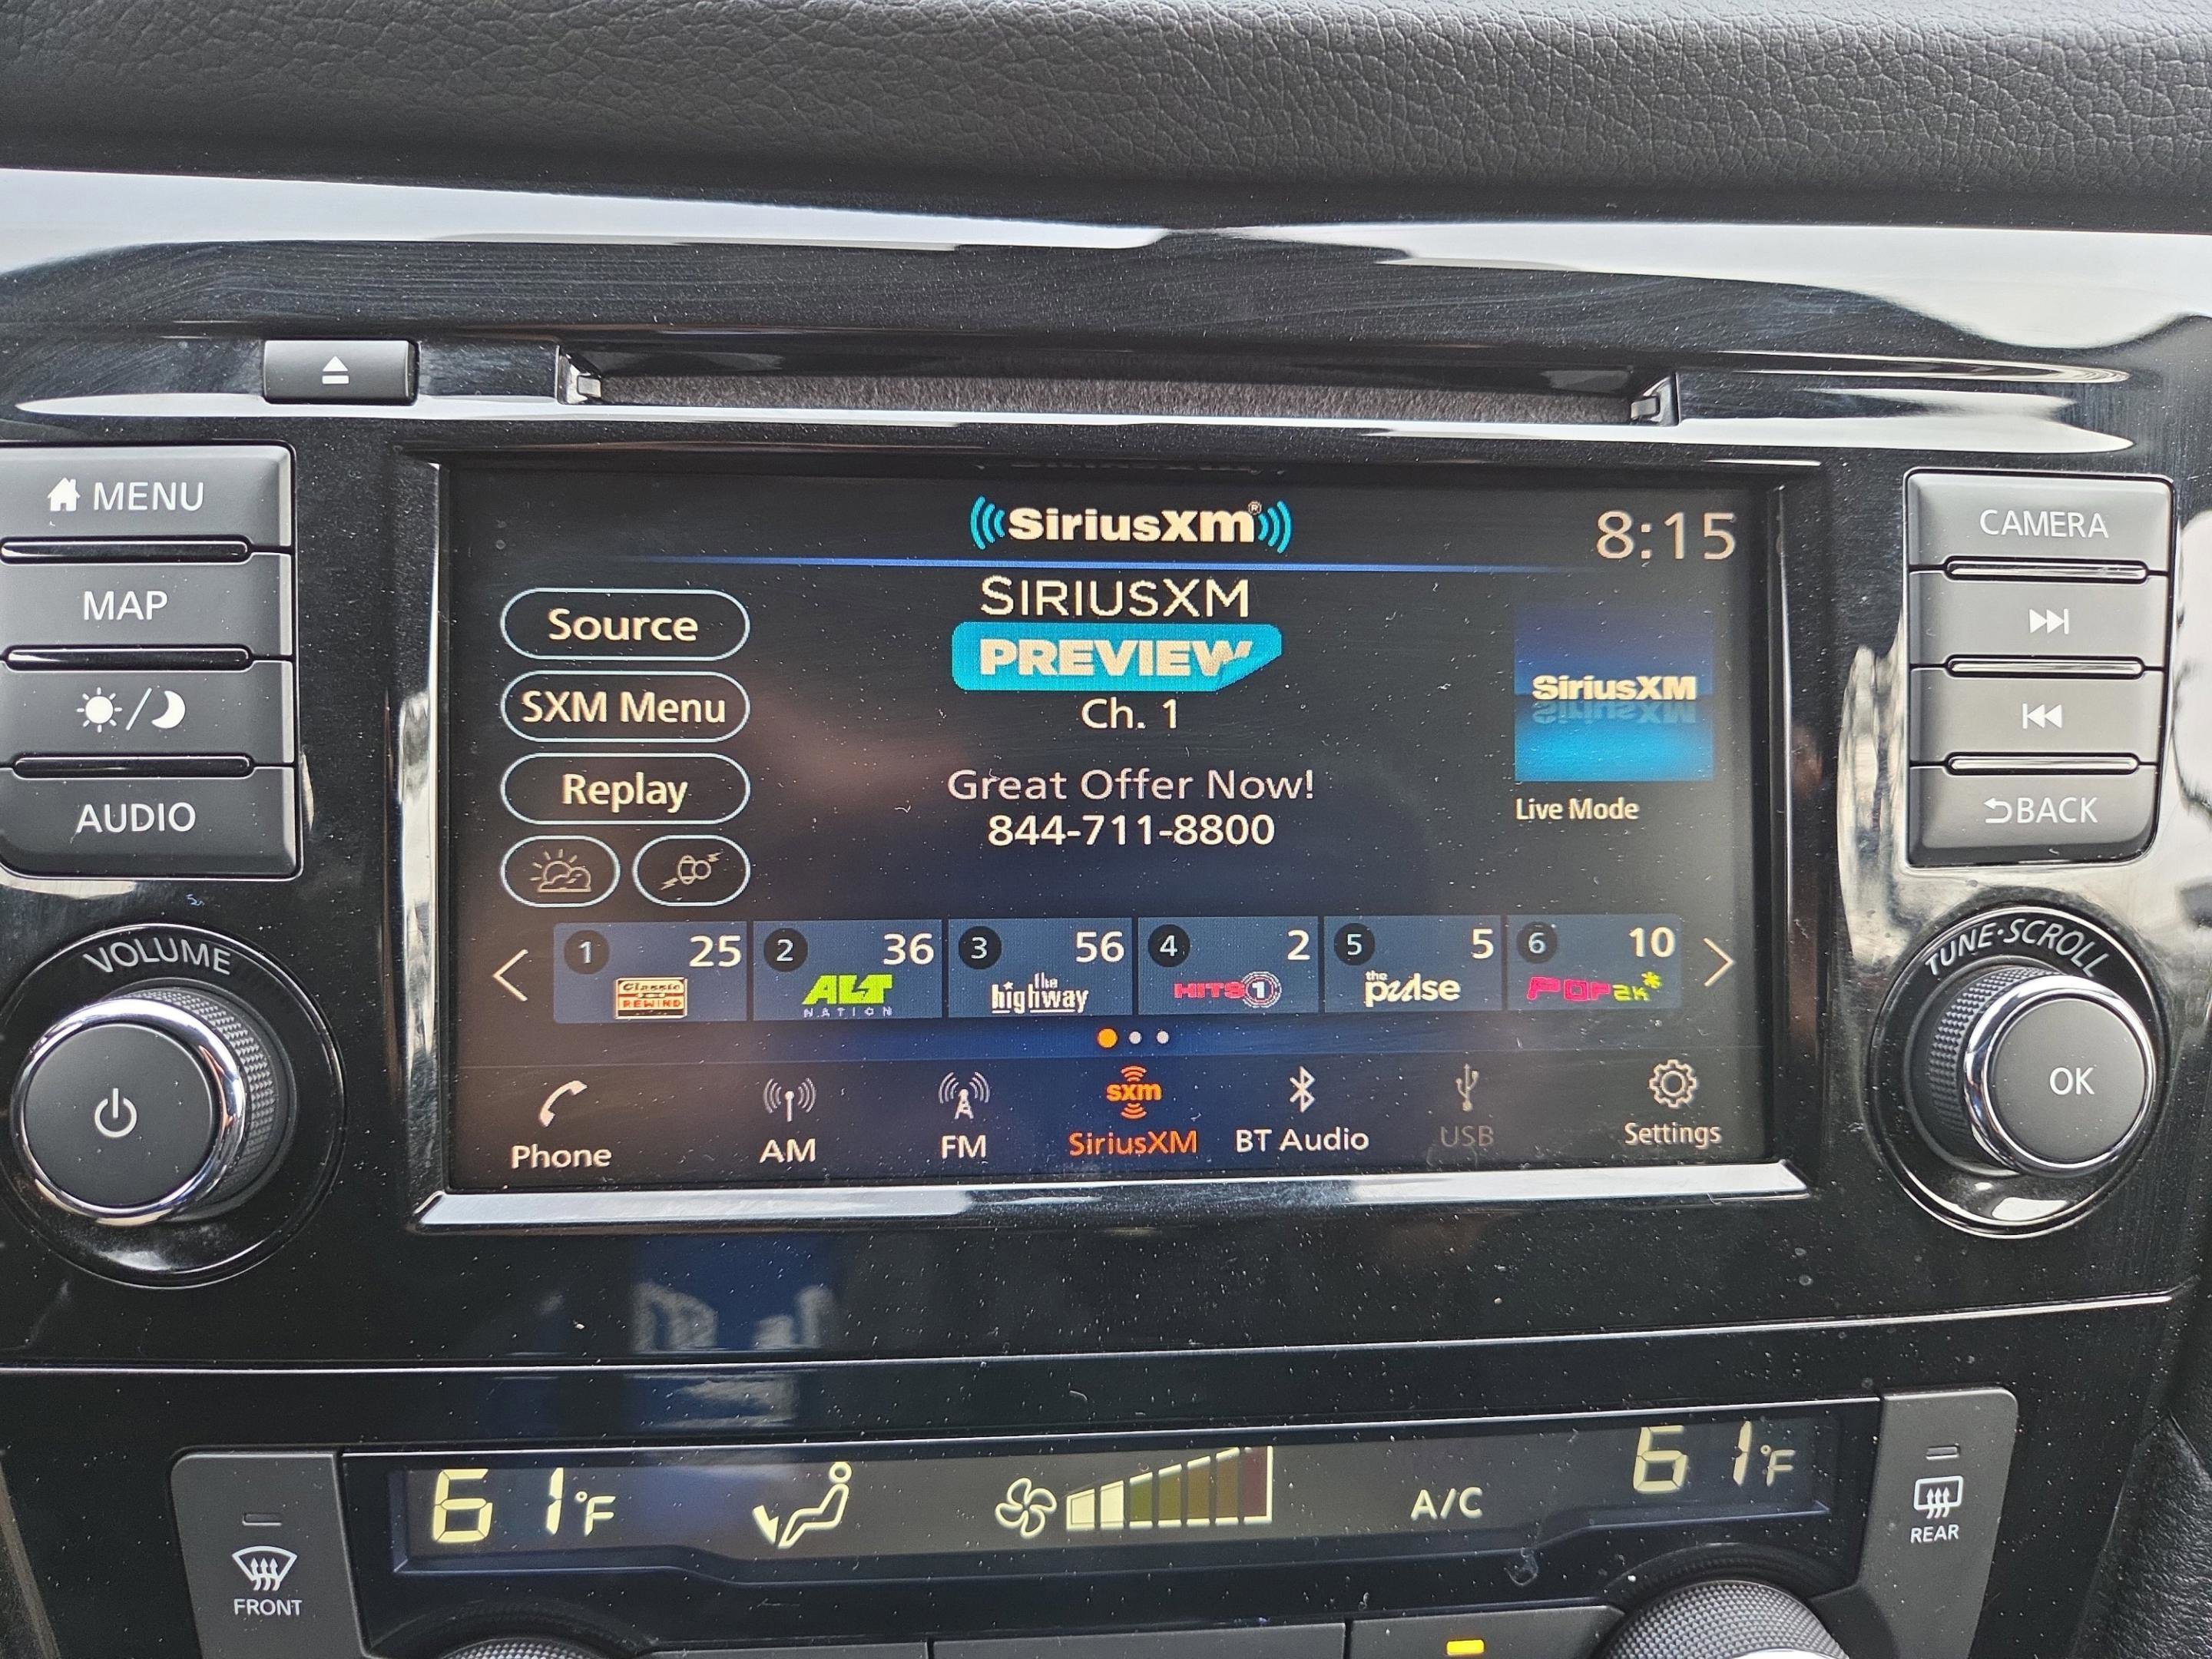 MENU
MAP
AUDIO
VOLUME
SiriusXm®
8:15
Source
SXM Menu
Replay
SIRIUSXM
PREVIEW
Ch. 1
Great Offer Now!
844-711-8800
SiriusXM
Live Mode
1 25
Classic
REWIND
2 36
ALT
NATION
3 56
the
highway
4 2
HITS 1
5 5
the
pulse
6 10
POP2K*
Phone
AM
FM
sxm
SiriusXM
BT Audio
USB
Settings
CAMERA
BACK
TUNE·SCROLL
OK
61°F
A/C
61°F
FRONT
REAR